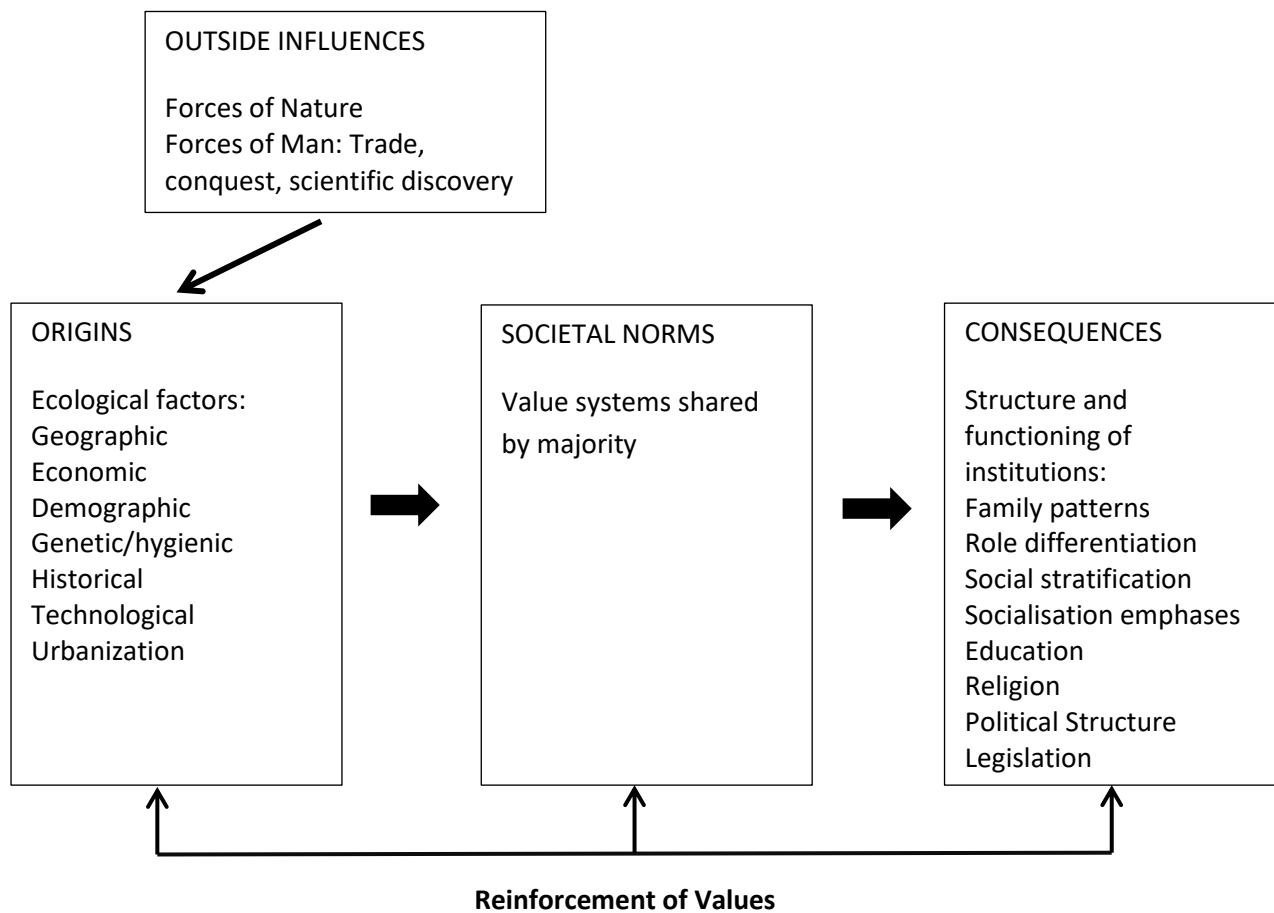 OUTSIDE INFLUENCES
Forces of Nature
Forces of Man: Trade,
conquest, scientific discovery
ORIGINS
Ecological factors:
Geographic
Economic
Demographic
Genetic/hygienic
Historical
Technological
Urbanization
SOCIETAL NORMS
Value systems shared
by majority
CONSEQUENCES
Structure and
functioning of
institutions:
Family patterns
Role differentiation
Social stratification
Socialisation emphases
Education
Religion
Political Structure
Legislation
Reinforcement of Values